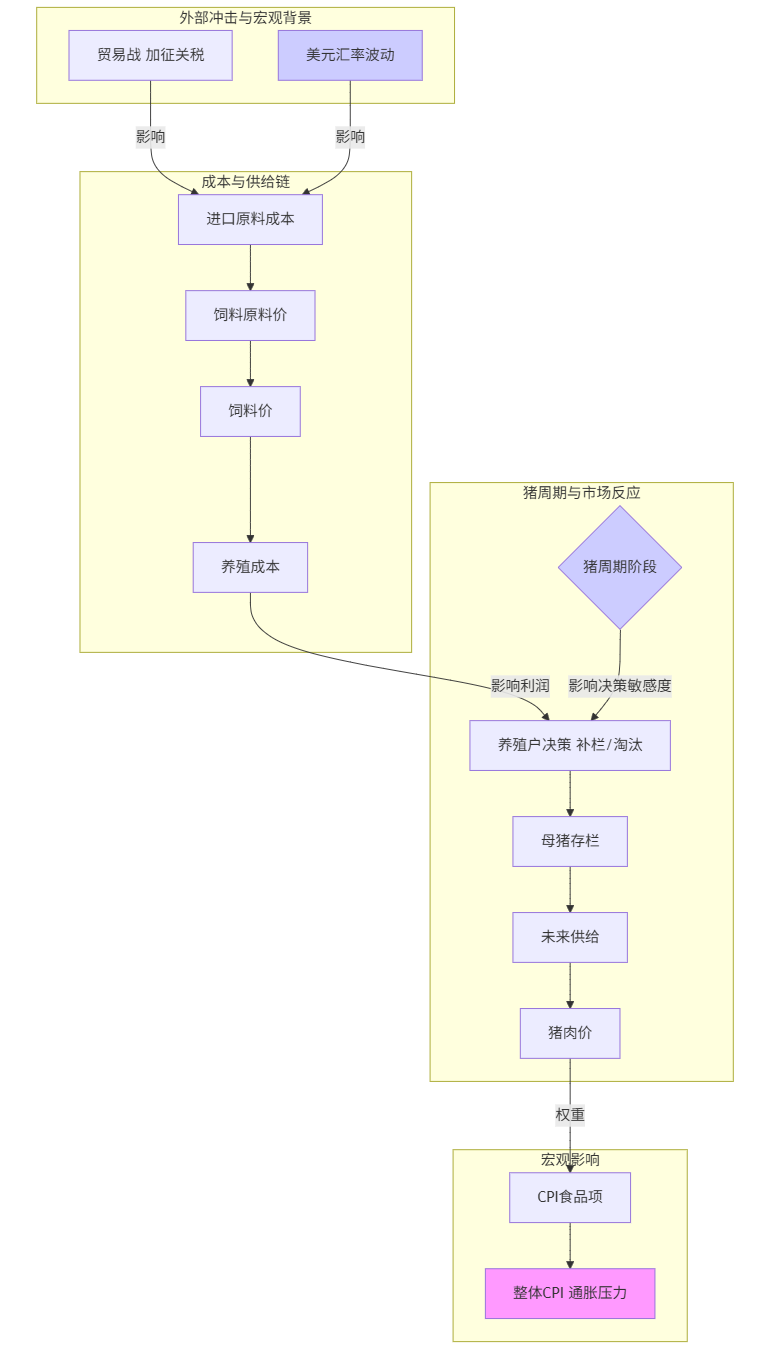 外部冲击与宏观背景
贸易战 加征关税
美元汇率波动
影响
影响
成本与供给链
进口原料成本
饲料原料价
饲料价
养殖成本
猪周期与市场反应
猪周期阶段
影响利润
影响决策敏感度
养殖户决策 补栏/淘汰
母猪存栏
未来供给
猪肉价
权重
宏观影响
CPI食品项
整体CPI 通胀压力